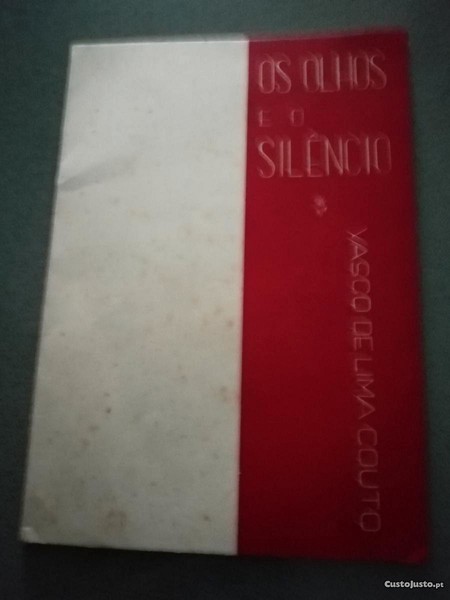 OS OLHOS
E O
SILÊNCIO
VASCO DE LIMA COUTO
CustoJusto.pt